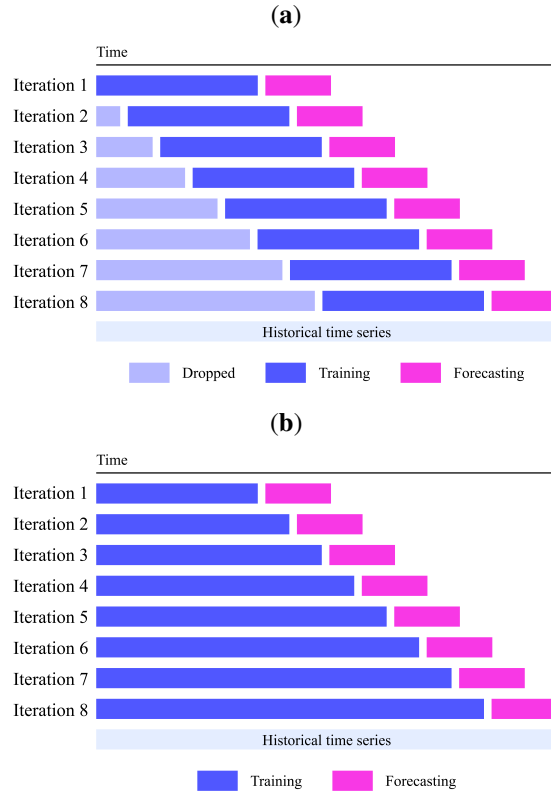 (a)
Time
Iteration 1
Iteration 2
Iteration 3
Iteration 4
Iteration 5
Iteration 6
Iteration 7
Iteration 8
Historical time series
Dropped Training Forecasting
(b)
Time
Iteration 1
Iteration 2
Iteration 3
Iteration 4
Iteration 5
Iteration 6
Iteration 7
Iteration 8
Historical time series
Training Forecasting